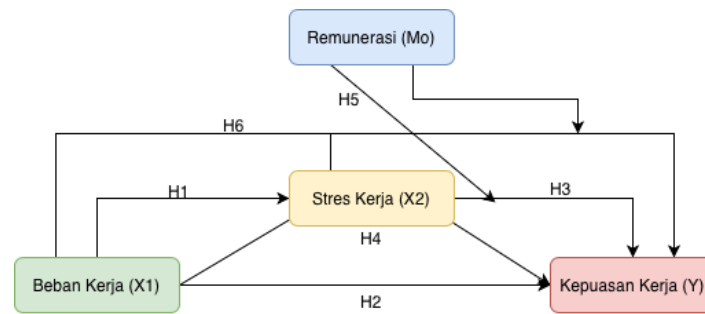 Remunerasi (Mo)
H5
H6
H1
Stres Kerja (X2)
H3
H4
Beban Kerja (X1)
H2
Kepuasan Kerja (Y)